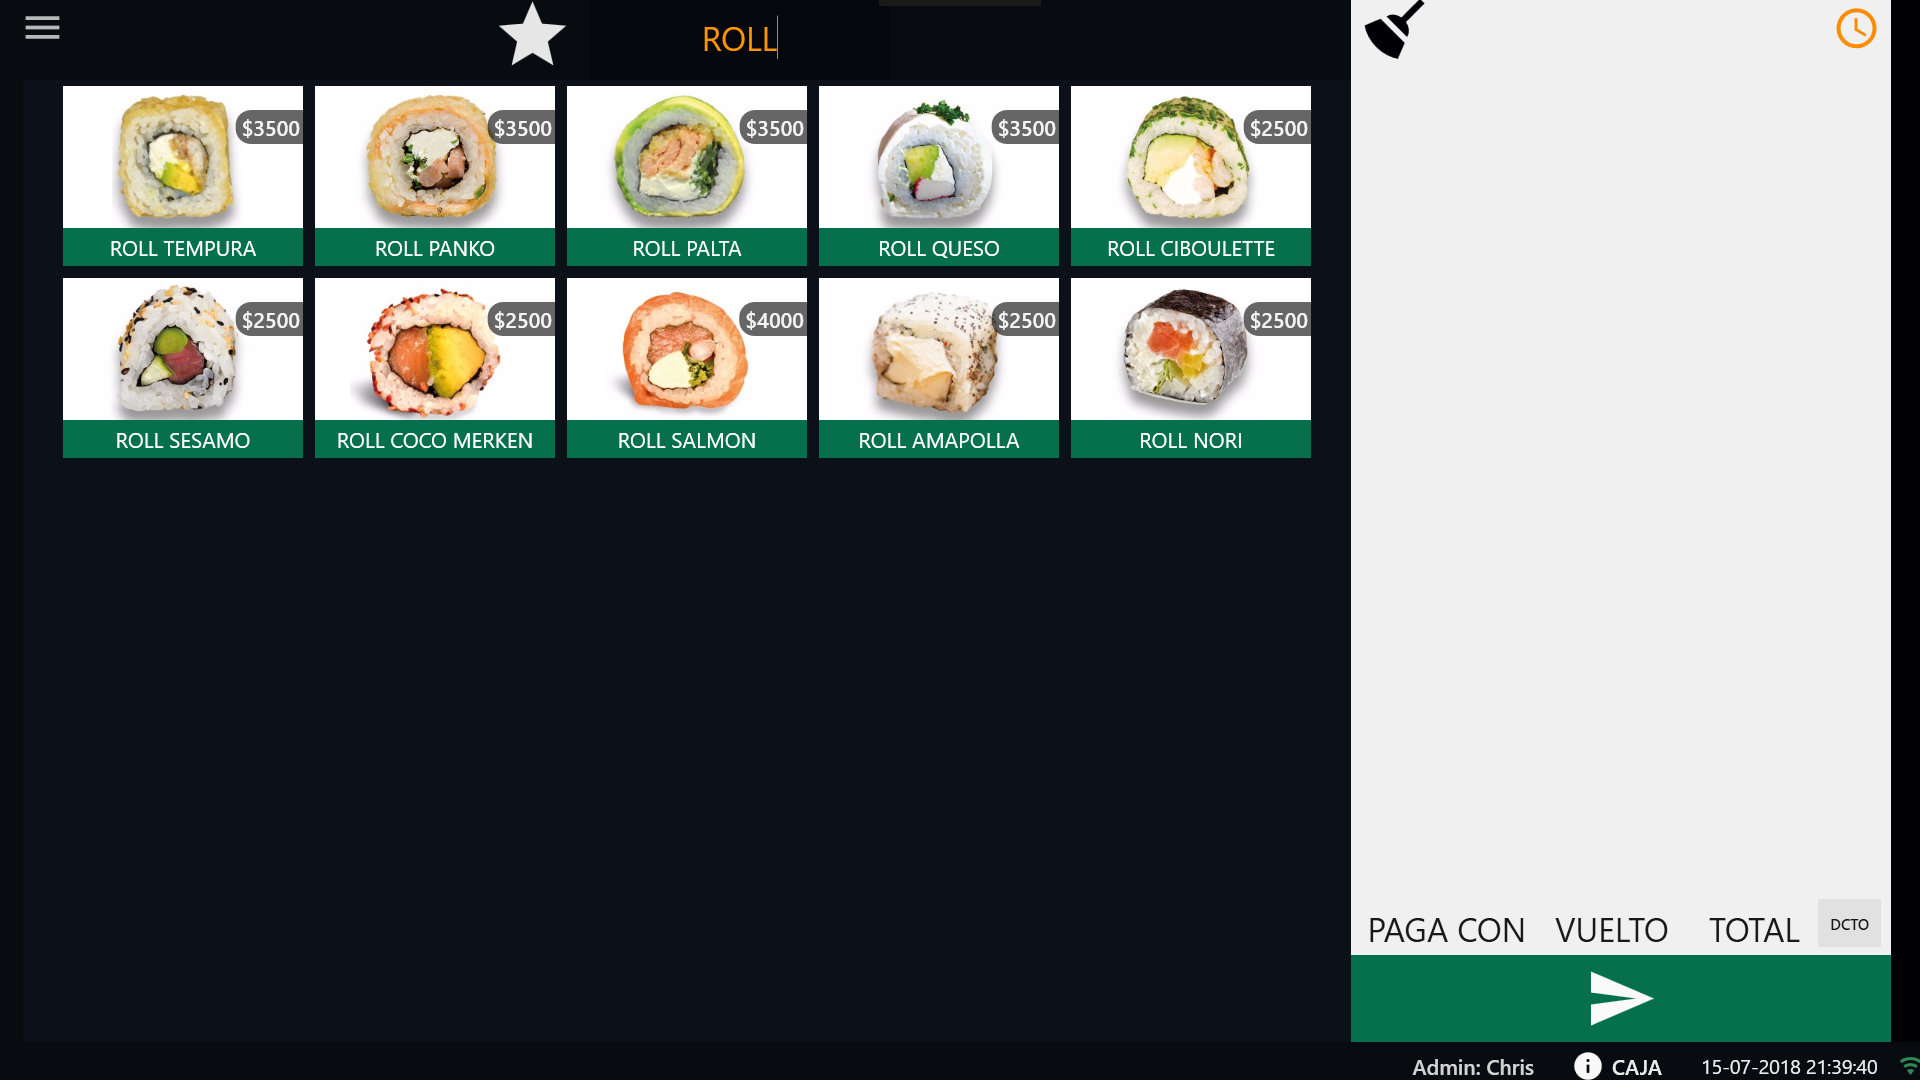 ROLL
$3500 $3500 $3500 $3500 $2500
ROLL TEMPURA ROLL PANKO ROLL PALTA ROLL QUESO ROLL CIBOULETTE
$2500 $2500 $4000 $2500 $2500
ROLL SESAMO ROLL COCO MERKEN ROLL SALMON ROLL AMAPOLLA ROLL NORI
PAGA CON VUELTO TOTAL DCTO
Admin: Chris CAJA 15-07-2018 21:39:40